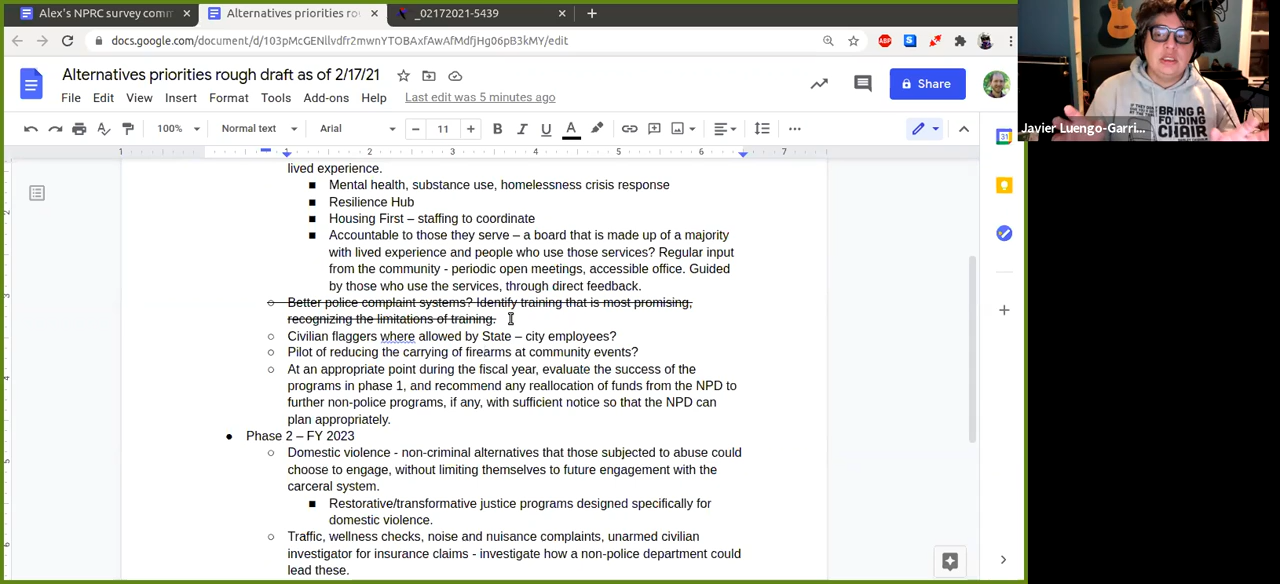 Alex's NPRC survey comm
Alternatives priorities ro
_02172021-5439
docs.google.com/document/d/103pMcGENllvdfr2mwnYTOBAxfAwAfMdfjHg06pB3kMY/edit
ABP
S
Alternatives priorities rough draft as of 2/17/21
File Edit View Insert Format Tools Add-ons Help Last edit was 5 minutes ago
Share
100% Normal text Arial 11 B I U A
1 1 2 3 4 5 6 7
lived experience.
■ Mental health, substance use, homelessness crisis response
■ Resilience Hub
■ Housing First – staffing to coordinate
■ Accountable to those they serve – a board that is made up of a majority
with lived experience and people who use those services? Regular input
from the community - periodic open meetings, accessible office. Guided
by those who use the services, through direct feedback.
○ Better police complaint systems? Identify training that is most promising,
recognizing the limitations of training.
○ Civilian flaggers where allowed by State – city employees?
○ Pilot of reducing the carrying of firearms at community events?
○ At an appropriate point during the fiscal year, evaluate the success of the
programs in phase 1, and recommend any reallocation of funds from the NPD to
further non-police programs, if any, with sufficient notice so that the NPD can
plan appropriately.
● Phase 2 – FY 2023
○ Domestic violence - non-criminal alternatives that those subjected to abuse could
choose to engage, without limiting themselves to future engagement with the
carceral system.
■ Restorative/transformative justice programs designed specifically for
domestic violence.
○ Traffic, wellness checks, noise and nuisance complaints, unarmed civilian
investigator for insurance claims - investigate how a non-police department could
lead these.
31
BRING A
FOLDING
CHAIR
Javier Luengo-Garri...